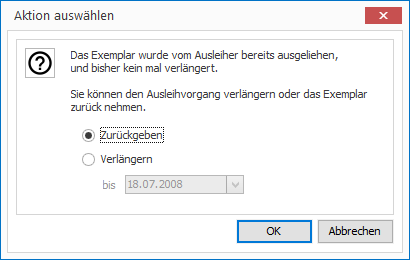 Aktion auswählen
Das Exemplar wurde vom Ausleiher bereits ausgeliehen,
und bisher kein mal verlängert.
Sie können den Ausleihvorgang verlängern oder das Exemplar
zurück nehmen.
Zurückgeben
Verlängern
bis 18.07.2008
OK Abbrechen